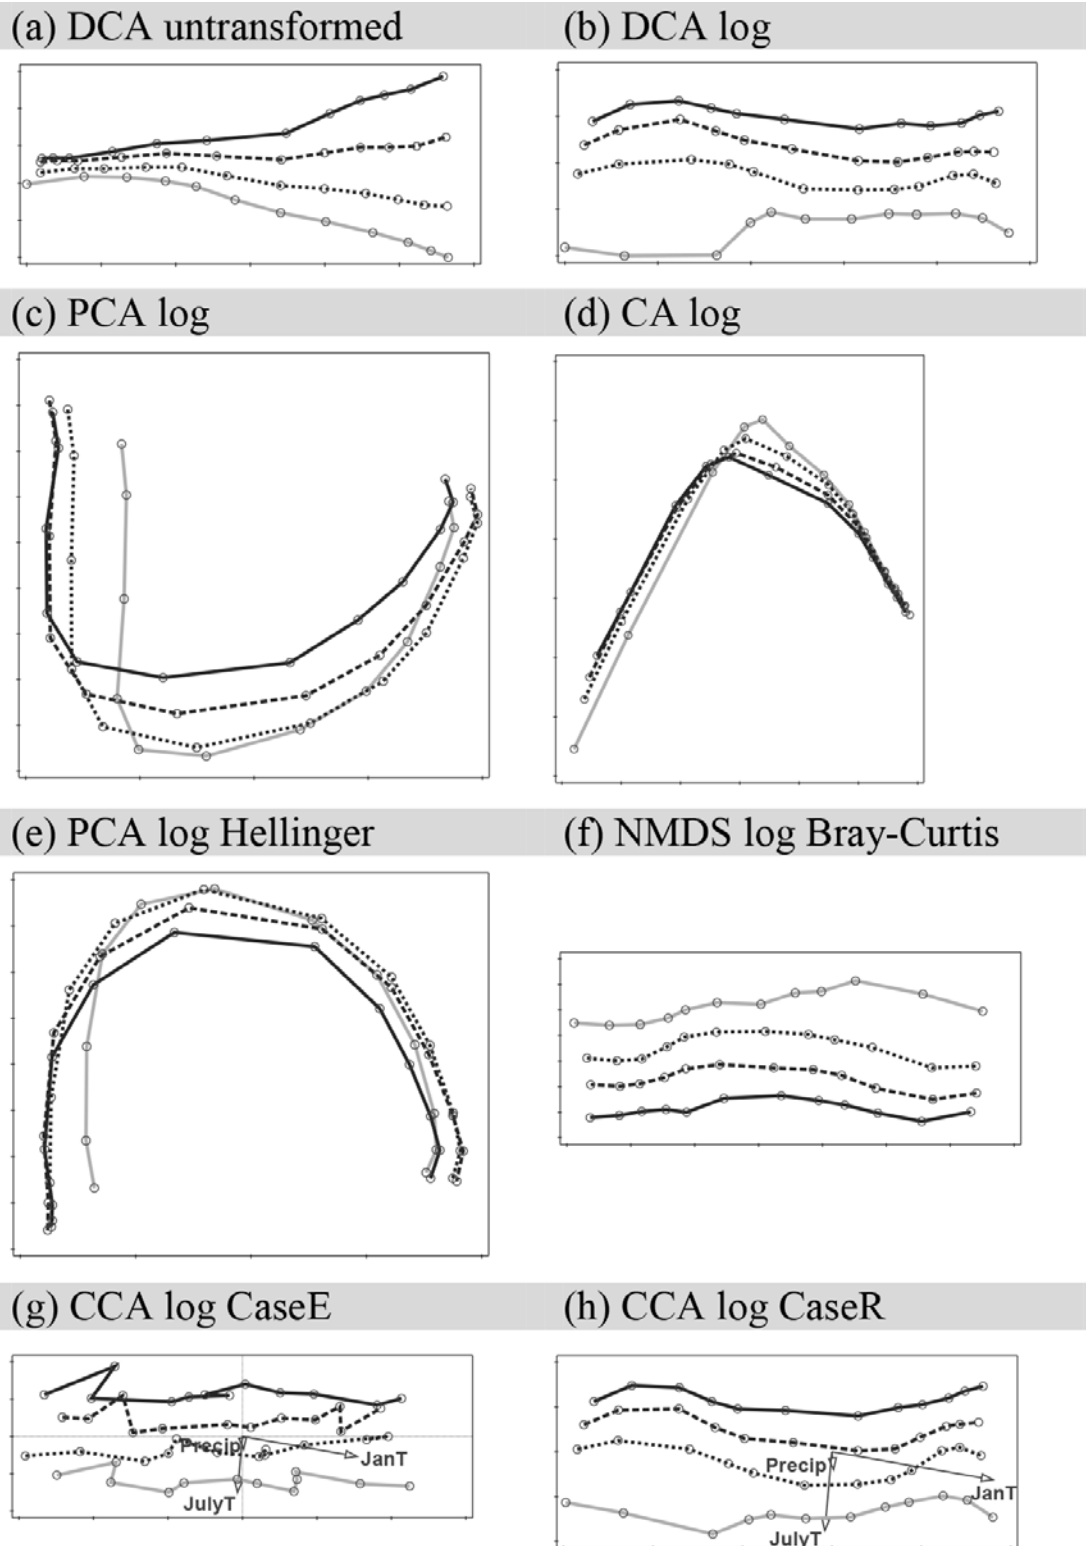 (a) DCA untransformed
(b) DCA log
(c) PCA log
(d) CA log
(e) PCA log Hellinger
(f) NMDS log Bray-Curtis
(g) CCA log CaseE
(h) CCA log CaseR
Precip
JanT
JulyT
Precip
JanT
JulyT